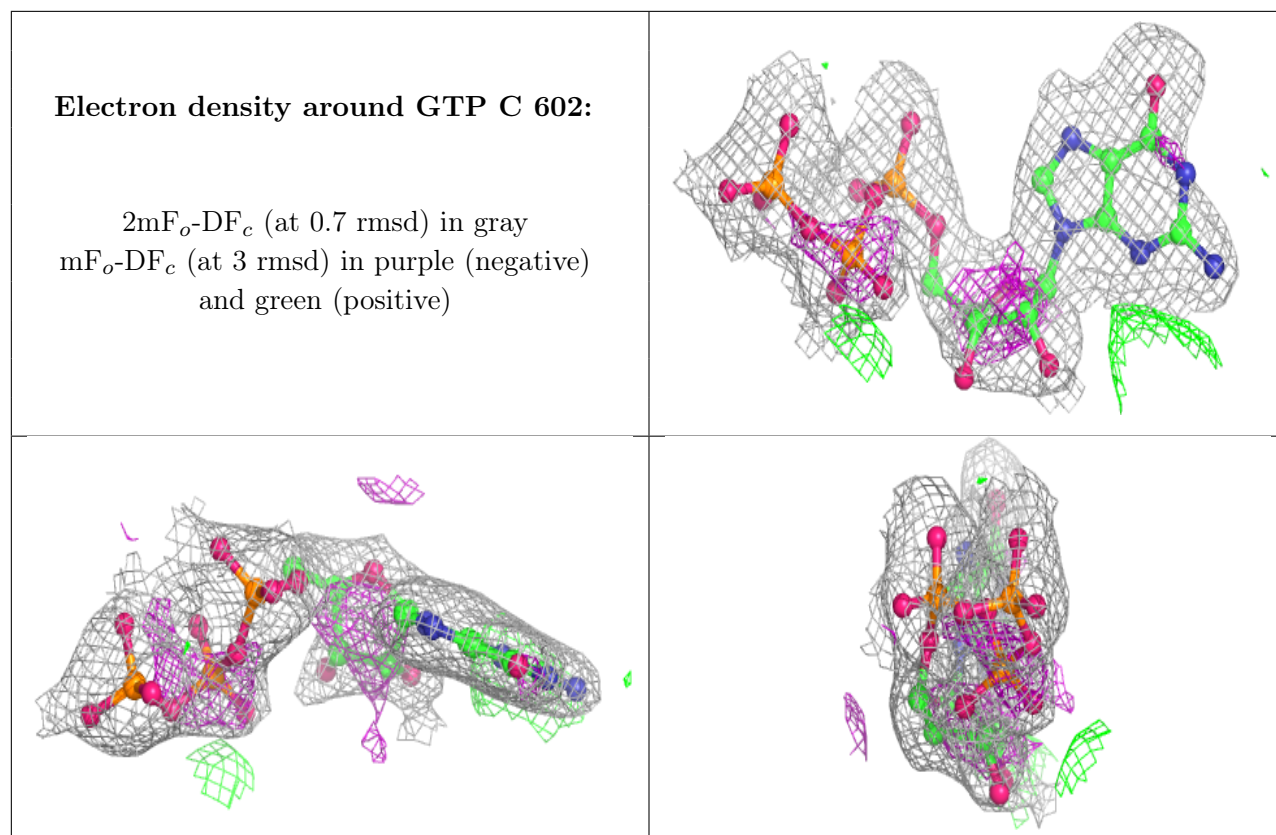 Electron density around GTP C 602:
2mFo-DFc (at 0.7 rmsd) in gray
mFo-DFc (at 3 rmsd) in purple (negative)
and green (positive)